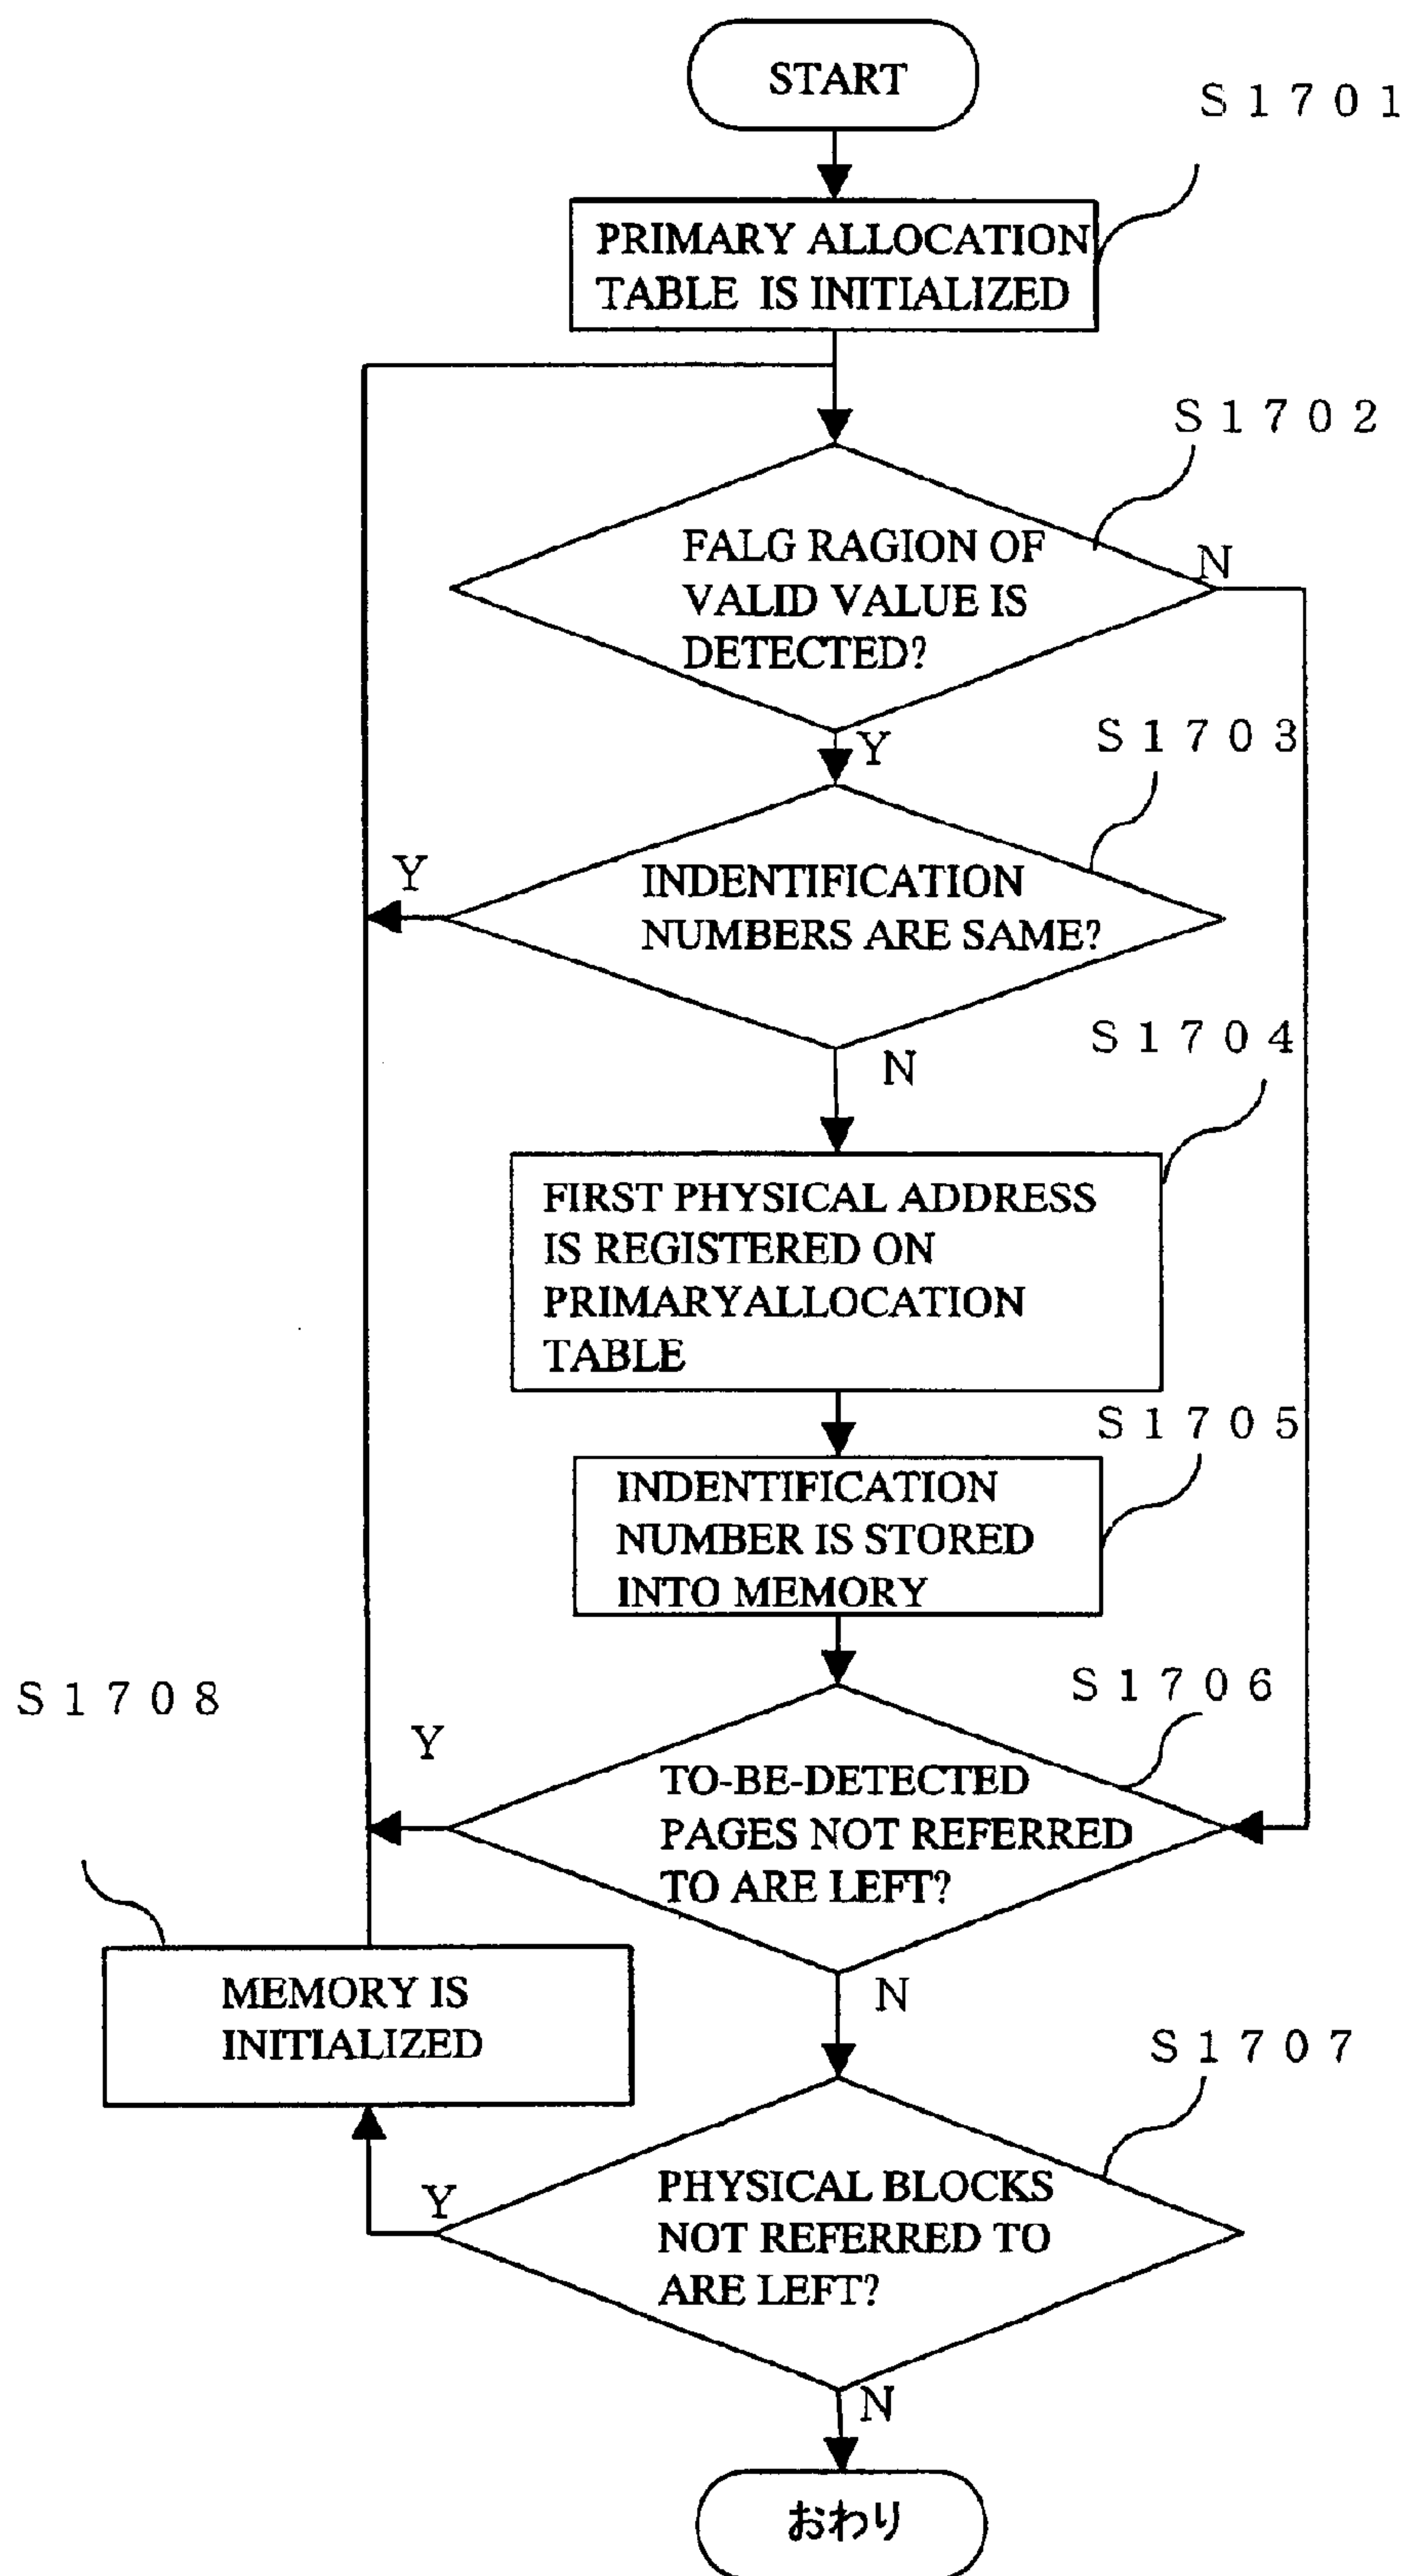 START
S1701
PRIMARY ALLOCATION
TABLE IS INITIALIZED
S1702
FALG RAGION OF
VALID VALUE IS
DETECTED?
N
Y
S1703
INDENTIFICATION
NUMBERS ARE SAME?
Y
N
S1704
FIRST PHYSICAL ADDRESS
IS REGISTERED ON
PRIMARYALLOCATION
TABLE
S1705
INDENTIFICATION
NUMBER IS STORED
INTO MEMORY
S1706
TO-BE-DETECTED
PAGES NOT REFERRED
TO ARE LEFT?
Y
N
S1708
MEMORY IS
INITIALIZED
S1707
PHYSICAL BLOCKS
NOT REFERRED TO
ARE LEFT?
Y
N
おわり